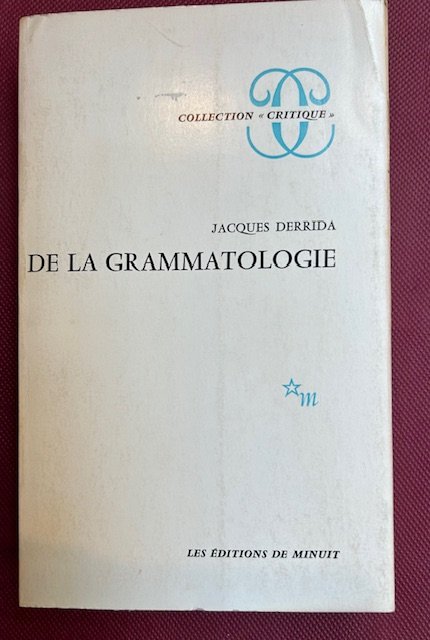 COLLECTION « CRITIQUE »
JACQUES DERRIDA
DE LA GRAMMATOLOGIE
m
LES ÉDITIONS DE MINUIT